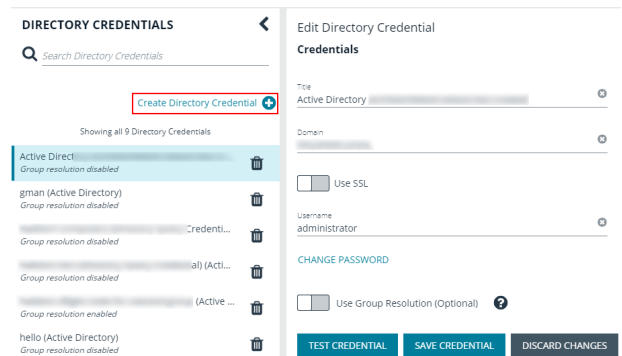 DIRECTORY CREDENTIALS
Search Directory Credentials
Create Directory Credential
Showing all 9 Directory Credentials
Active Direct
Group resolution disabled
gman (Active Directory)
Group resolution disabled
Credenti...
Group resolution disabled
al) (Acti...
Group resolution disabled
(Active ...
Group resolution enabled
hello (Active Directory)
Group resolution disabled
Edit Directory Credential
Credentials
Title
Active Directory
Domain
Use SSL
Username
administrator
CHANGE PASSWORD
Use Group Resolution (Optional)
TEST CREDENTIAL
SAVE CREDENTIAL
DISCARD CHANGES